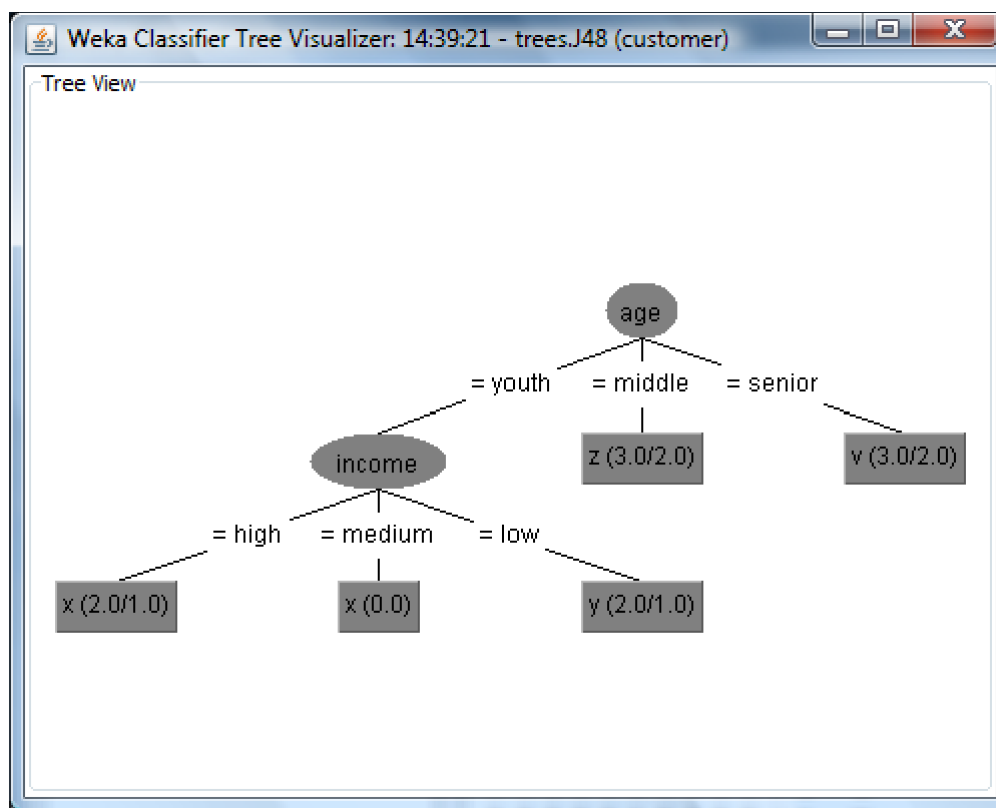 Weka Classifier Tree Visualizer: 14:39:21 - trees.J48 (customer)
Tree View
age
= youth = middle = senior
income z (3.0/2.0) v (3.0/2.0)
= high = medium = low
x (2.0/1.0) x (0.0) y (2.0/1.0)